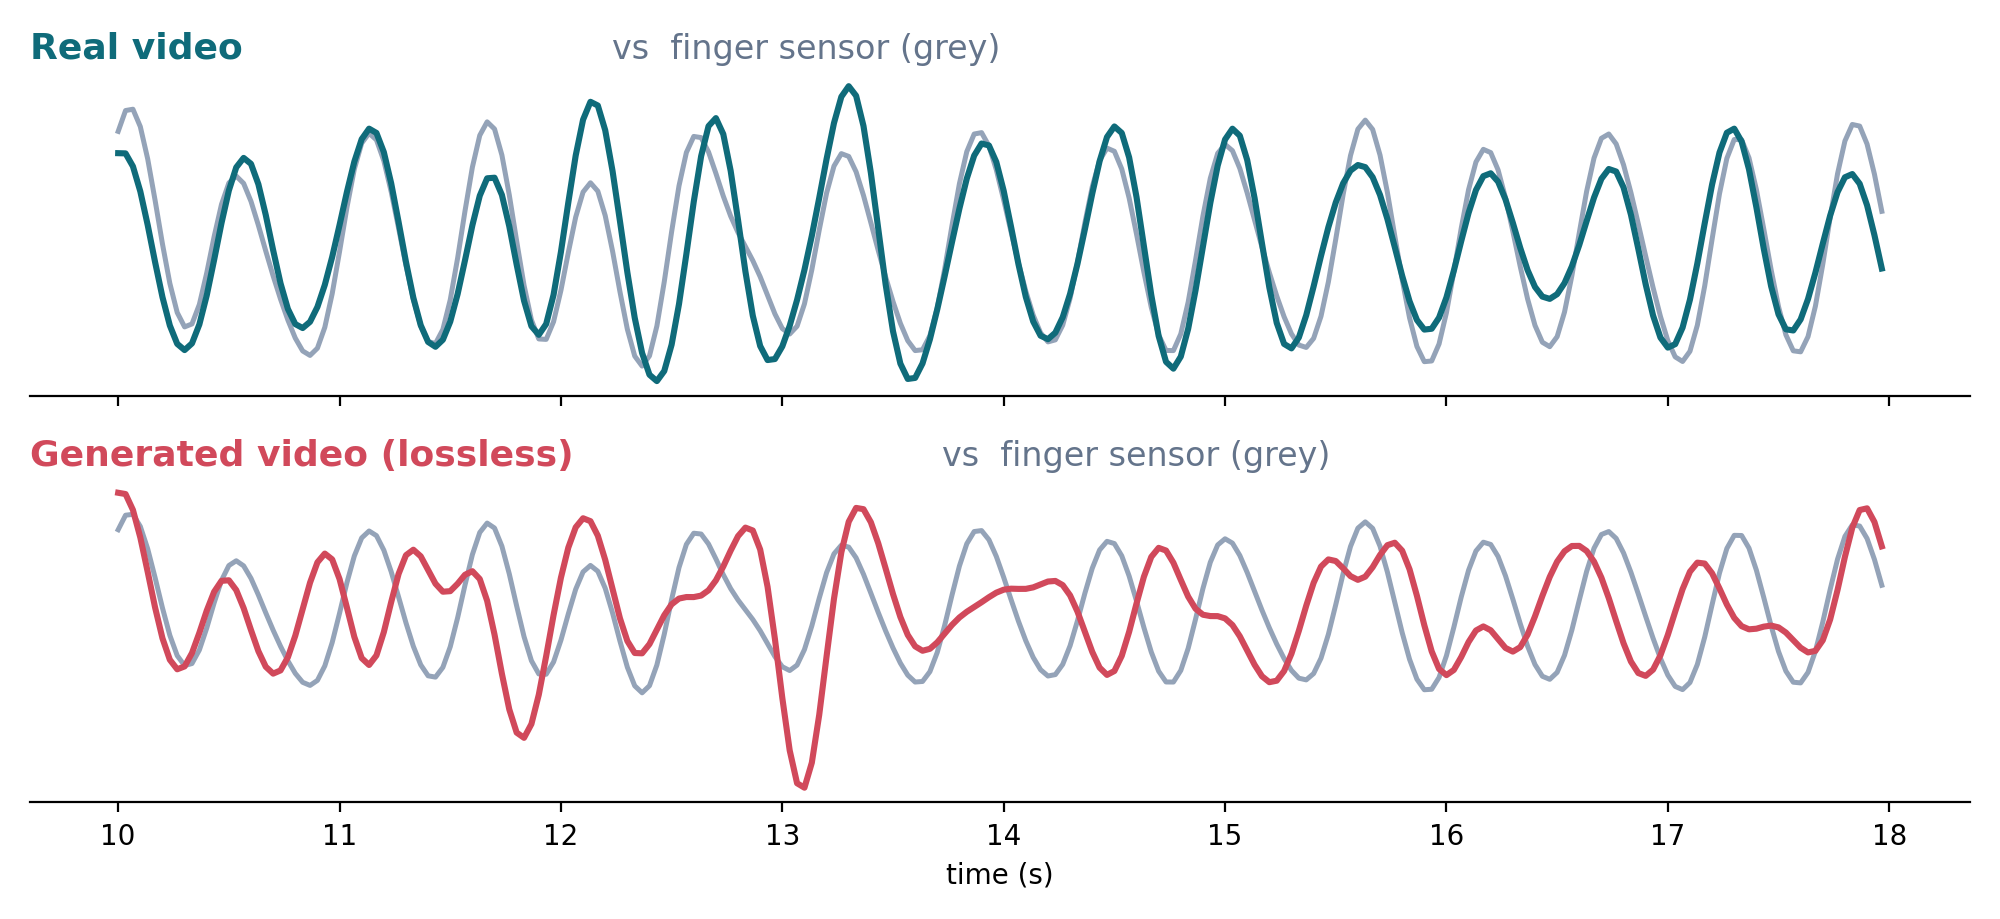 Real video vs finger sensor (grey)
Generated video (lossless) vs finger sensor (grey)
10 11 12 13 14 15 16 17 18
time (s)